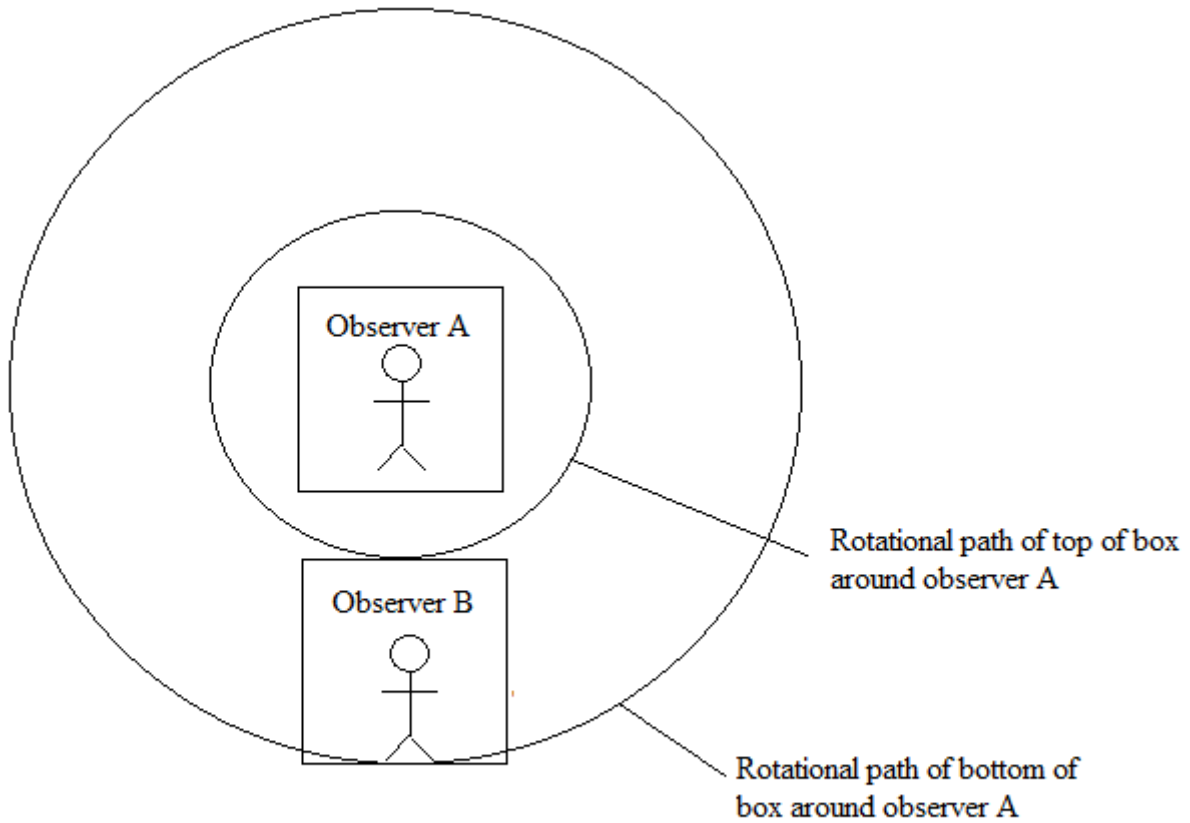 Observer A
Observer B
Rotational path of top of box
around observer A
Rotational path of bottom of
box around observer A